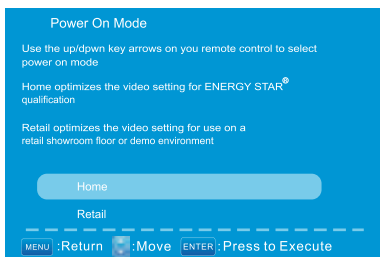 Power On Mode
Use the up/dpwn key arrows on you remote control to select
power on mode
Home optimizes the video setting for ENERGY STAR®
qualification
Retail optimizes the video setting for use on a
retail showroom floor or demo environment
Home
Retail
MENU :Return :Move ENTER :Press to Execute